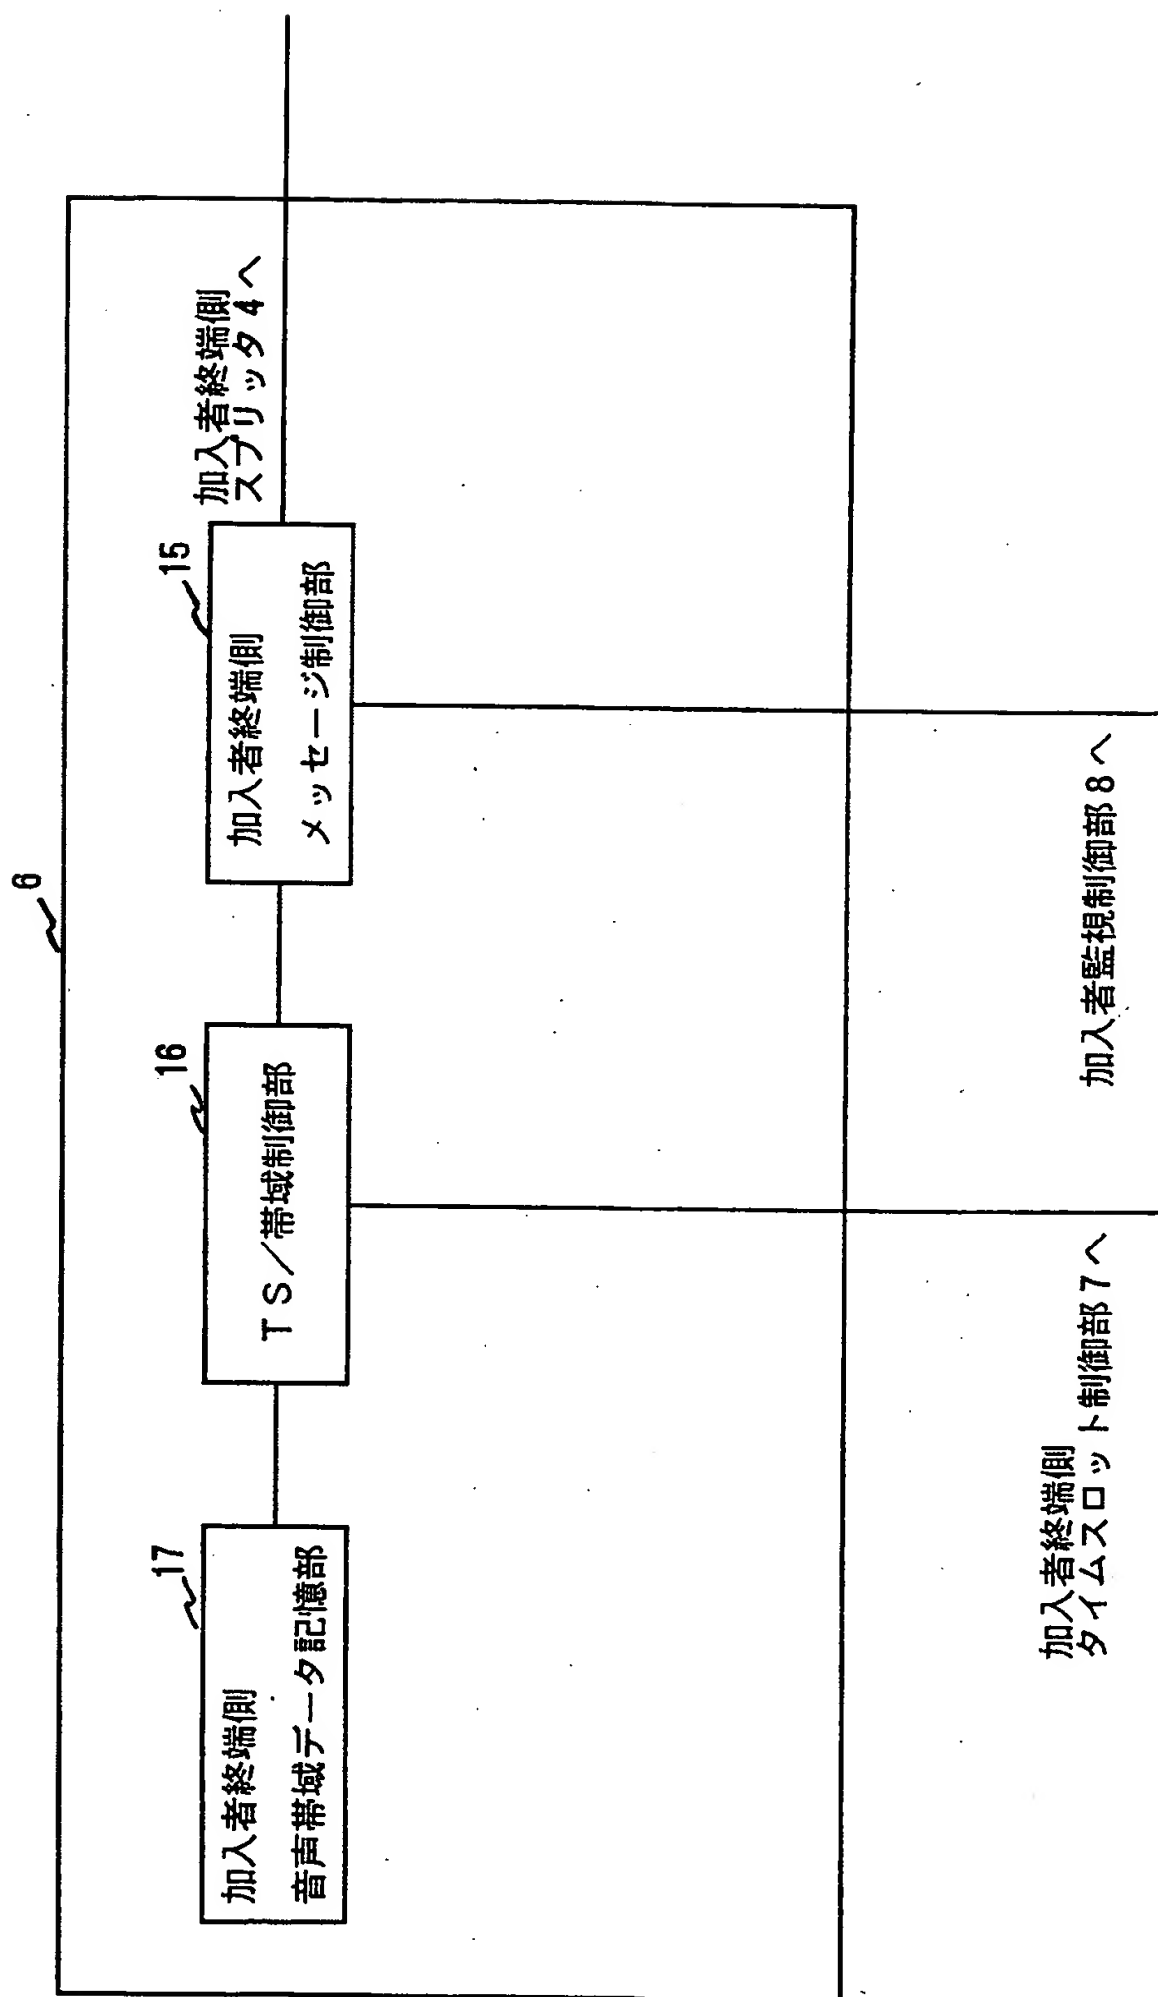 6
17
加入者終端側
音声帯域データ記憶部
16
TS/帯域制御部
15
加入者終端側
メッセージ制御部
加入者終端側
スプリッタ4へ
加入者終端側
タイムスロット制御部7へ
加入者監視制御部8へ